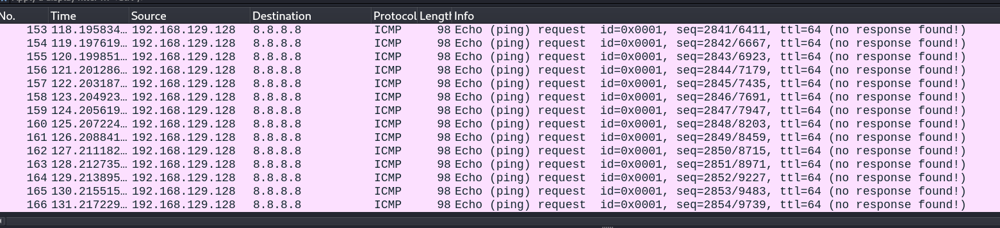 No. Time Source Destination Protocol Length Info
153 118.195834… 192.168.129.128 8.8.8.8 ICMP 98 Echo (ping) request id=0x0001, seq=2841/6411, ttl=64 (no response found!)
154 119.197619… 192.168.129.128 8.8.8.8 ICMP 98 Echo (ping) request id=0x0001, seq=2842/6667, ttl=64 (no response found!)
155 120.199851… 192.168.129.128 8.8.8.8 ICMP 98 Echo (ping) request id=0x0001, seq=2843/6923, ttl=64 (no response found!)
156 121.201286… 192.168.129.128 8.8.8.8 ICMP 98 Echo (ping) request id=0x0001, seq=2844/7179, ttl=64 (no response found!)
157 122.203187… 192.168.129.128 8.8.8.8 ICMP 98 Echo (ping) request id=0x0001, seq=2845/7435, ttl=64 (no response found!)
158 123.204923… 192.168.129.128 8.8.8.8 ICMP 98 Echo (ping) request id=0x0001, seq=2846/7691, ttl=64 (no response found!)
159 124.205619… 192.168.129.128 8.8.8.8 ICMP 98 Echo (ping) request id=0x0001, seq=2847/7947, ttl=64 (no response found!)
160 125.207224… 192.168.129.128 8.8.8.8 ICMP 98 Echo (ping) request id=0x0001, seq=2848/8203, ttl=64 (no response found!)
161 126.208841… 192.168.129.128 8.8.8.8 ICMP 98 Echo (ping) request id=0x0001, seq=2849/8459, ttl=64 (no response found!)
162 127.211182… 192.168.129.128 8.8.8.8 ICMP 98 Echo (ping) request id=0x0001, seq=2850/8715, ttl=64 (no response found!)
163 128.212735… 192.168.129.128 8.8.8.8 ICMP 98 Echo (ping) request id=0x0001, seq=2851/8971, ttl=64 (no response found!)
164 129.213895… 192.168.129.128 8.8.8.8 ICMP 98 Echo (ping) request id=0x0001, seq=2852/9227, ttl=64 (no response found!)
165 130.215515… 192.168.129.128 8.8.8.8 ICMP 98 Echo (ping) request id=0x0001, seq=2853/9483, ttl=64 (no response found!)
166 131.217229… 192.168.129.128 8.8.8.8 ICMP 98 Echo (ping) request id=0x0001, seq=2854/9739, ttl=64 (no response found!)